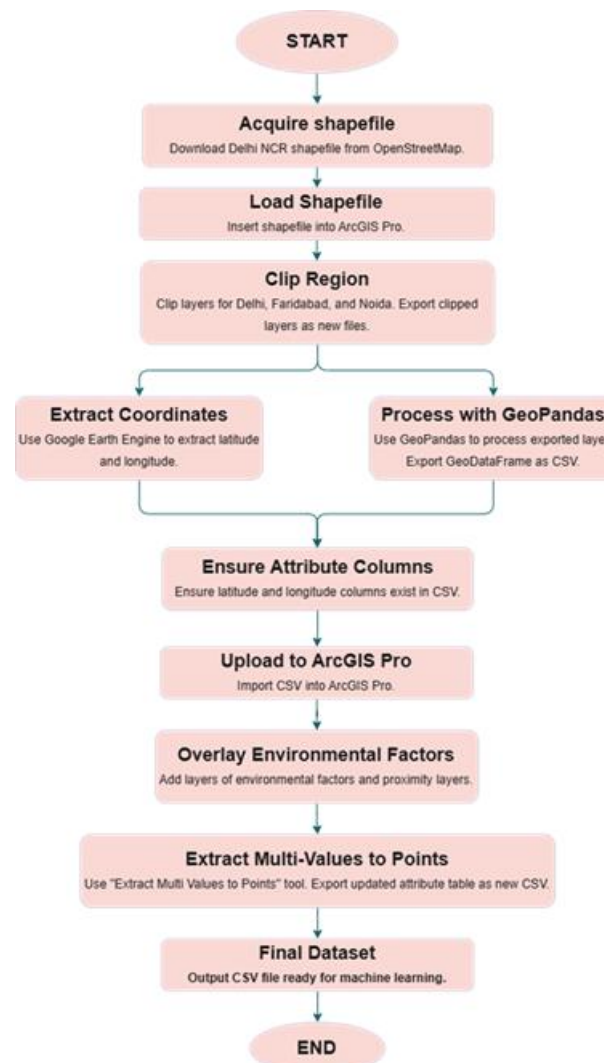 START
Acquire shapefile
Download Delhi NCR shapefile from OpenStreetMap.
Load Shapefile
Insert shapefile into ArcGIS Pro.
Clip Region
Clip layers for Delhi, Faridabad, and Noida. Export clipped
layers as new files.
Extract Coordinates
Use Google Earth Engine to extract latitude
and longitude.
Process with GeoPandas
Use GeoPandas to process exported laye
Export GeoDataFrame as CSV.
Ensure Attribute Columns
Ensure latitude and longitude columns exist in CSV.
Upload to ArcGIS Pro
Import CSV into ArcGIS Pro.
Overlay Environmental Factors
Add layers of environmental factors and proximity layers.
Extract Multi-Values to Points
Use "Extract Multi Values to Points" tool. Export updated attribute table as new CSV.
Final Dataset
Output CSV file ready for machine learning.
END